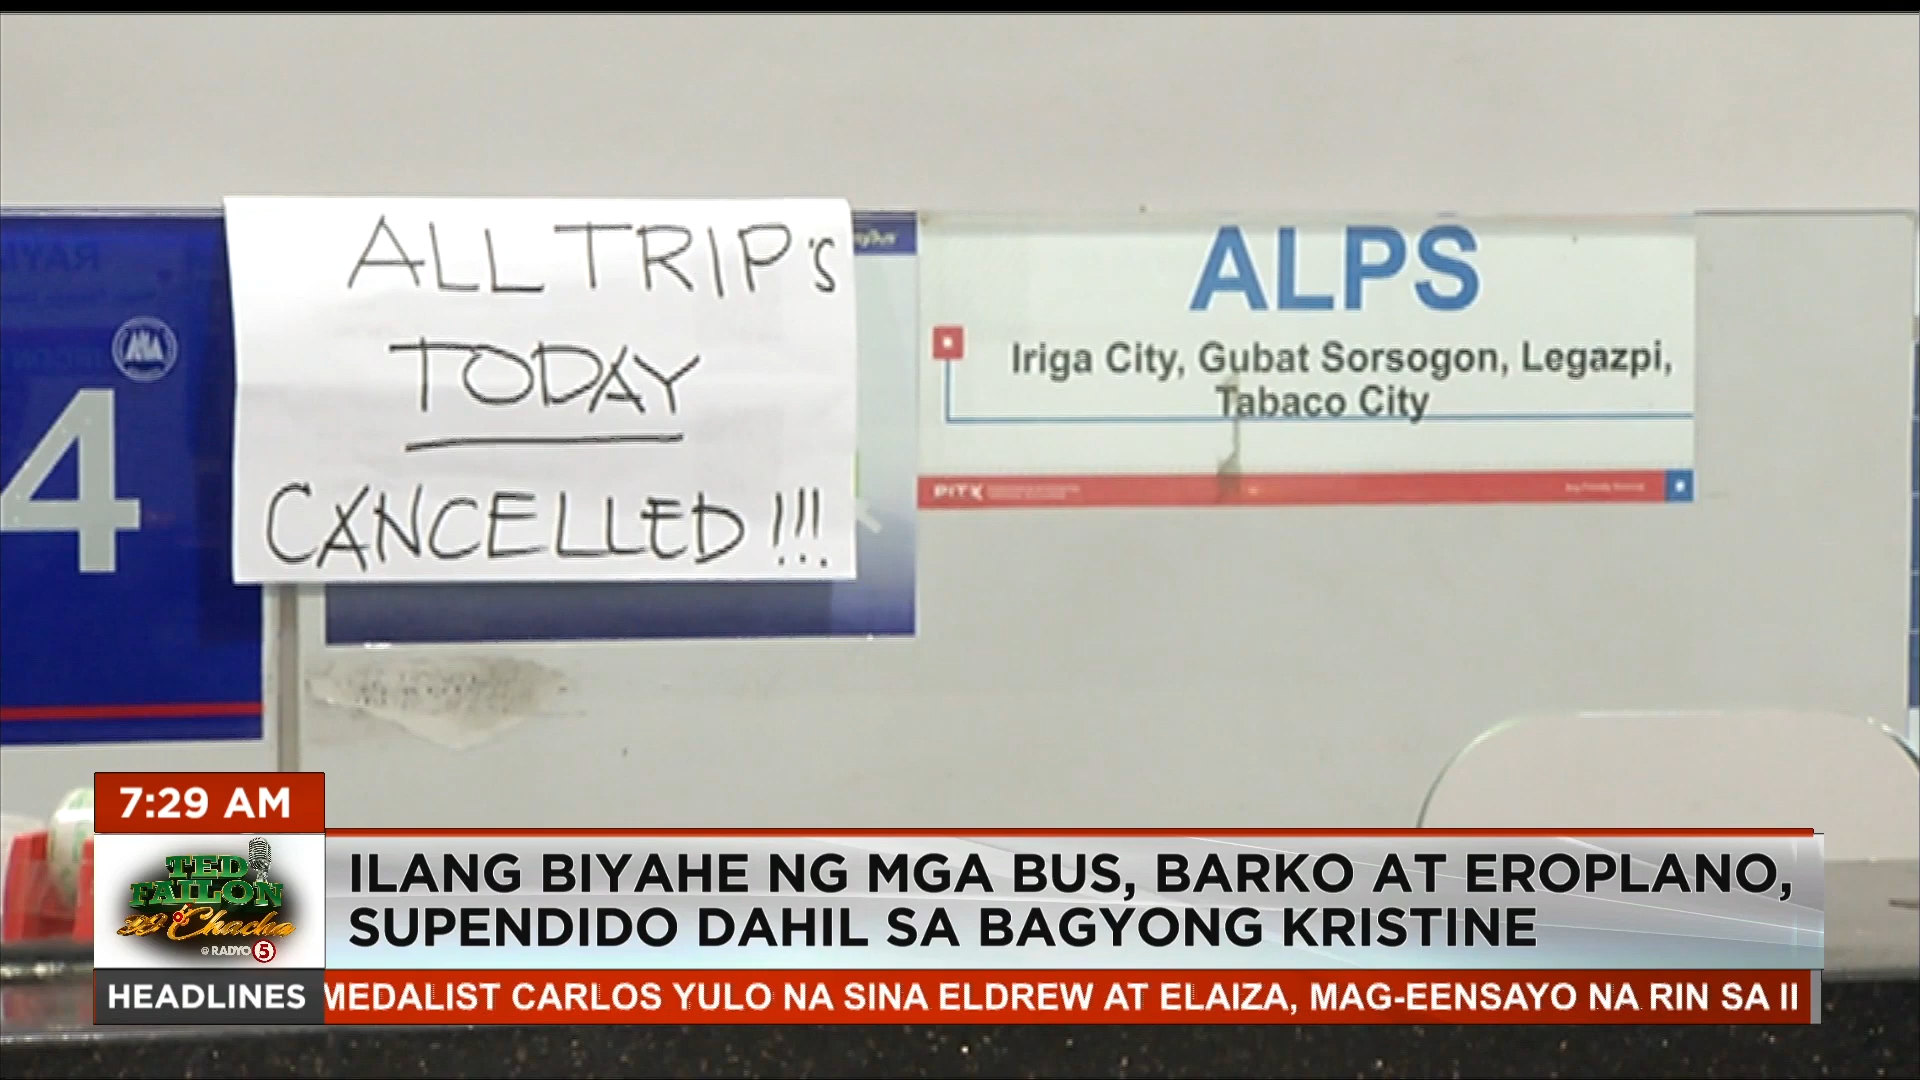 ALL TRIP's
TODAY
CANCELLED!!!
4
ALPS
Iriga City, Gubat Sorsogon, Legazpi,
Tabaco City
PITX
7:29 AM
TED
FAILON
Chacha
@ RADYO 5
ILANG BIYAHE NG MGA BUS, BARKO AT EROPLANO,
SUPENDIDO DAHIL SA BAGYONG KRISTINE
HEADLINES
MEDALIST CARLOS YULO NA SINA ELDREW AT ELAIZA, MAG-EENSAYO NA RIN SA